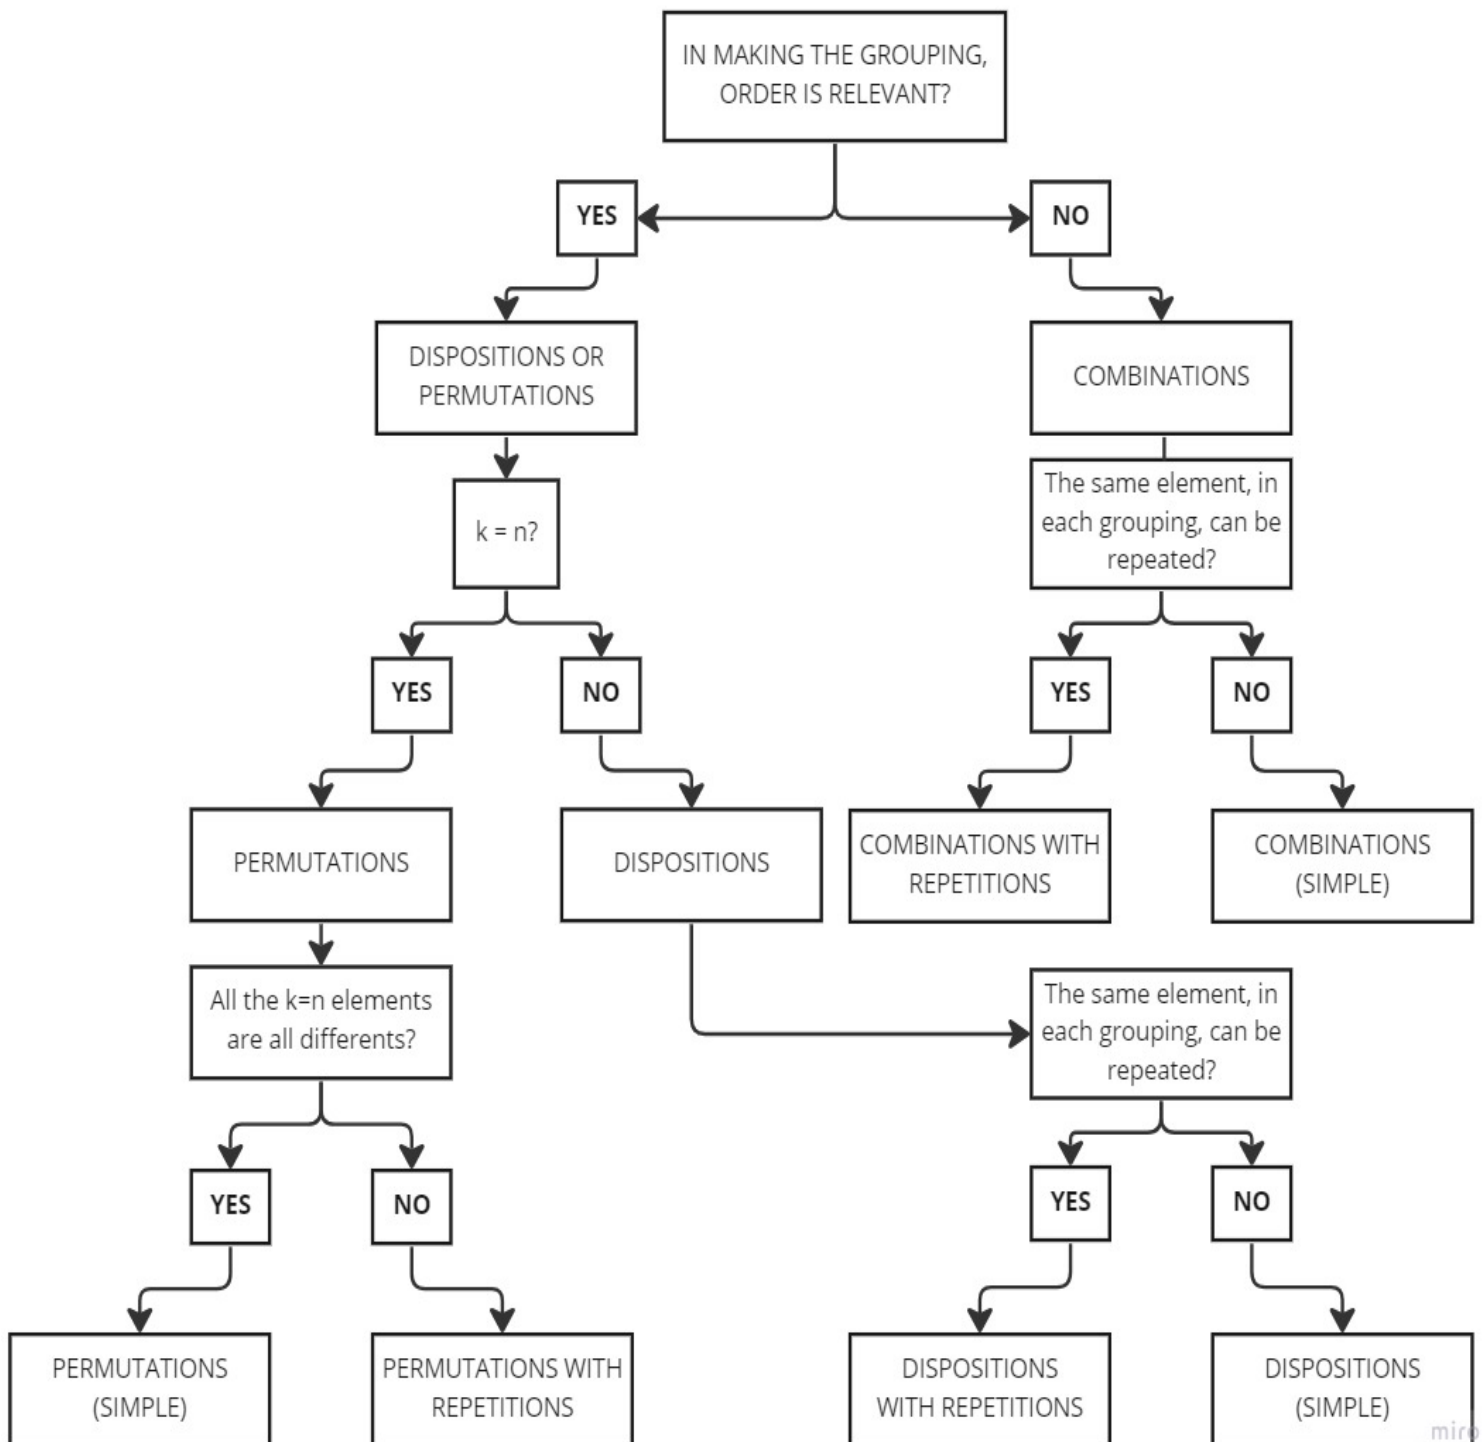 IN MAKING THE GROUPING,
ORDER IS RELEVANT?
YES
NO
DISPOSITIONS OR
PERMUTATIONS
COMBINATIONS
k = n?
The same element, in
each grouping, can be
repeated?
YES
NO
YES
NO
PERMUTATIONS
DISPOSITIONS
COMBINATIONS WITH
REPETITIONS
COMBINATIONS
(SIMPLE)
All the k=n elements
are all differents?
The same element, in
each grouping, can be
repeated?
YES
NO
YES
NO
PERMUTATIONS
(SIMPLE)
PERMUTATIONS WITH
REPETITIONS
DISPOSITIONS
WITH REPETITIONS
DISPOSITIONS
(SIMPLE)
miro